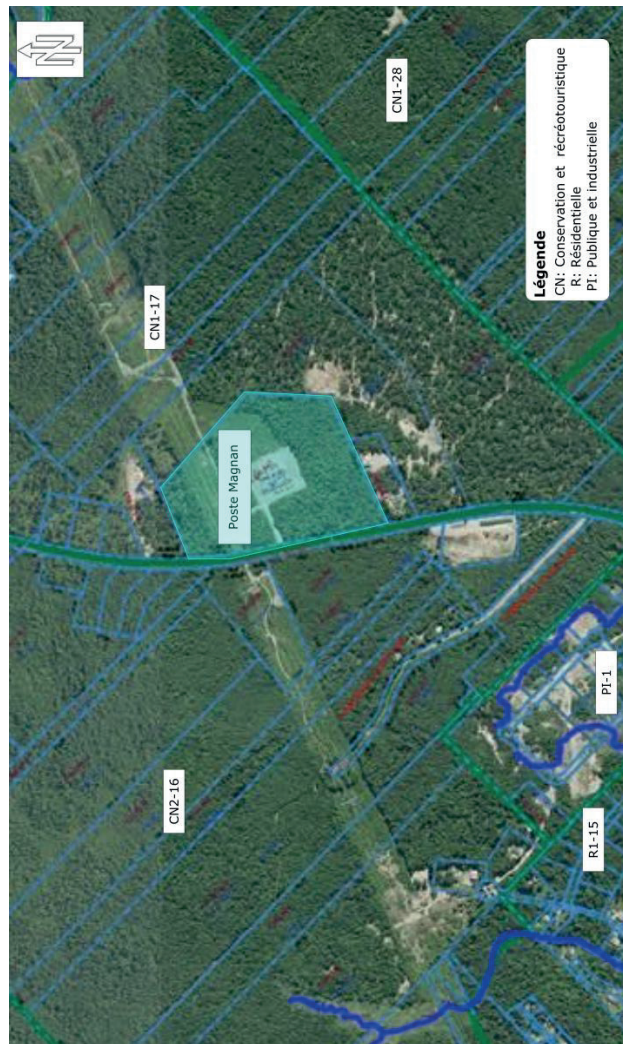 CN1-17
CN1-28
Poste Magnan
CN2-16
PI-1
R1-15
Légende
CN: Conservation et récréotouristique
R: Résidentielle
PI: Publique et industrielle